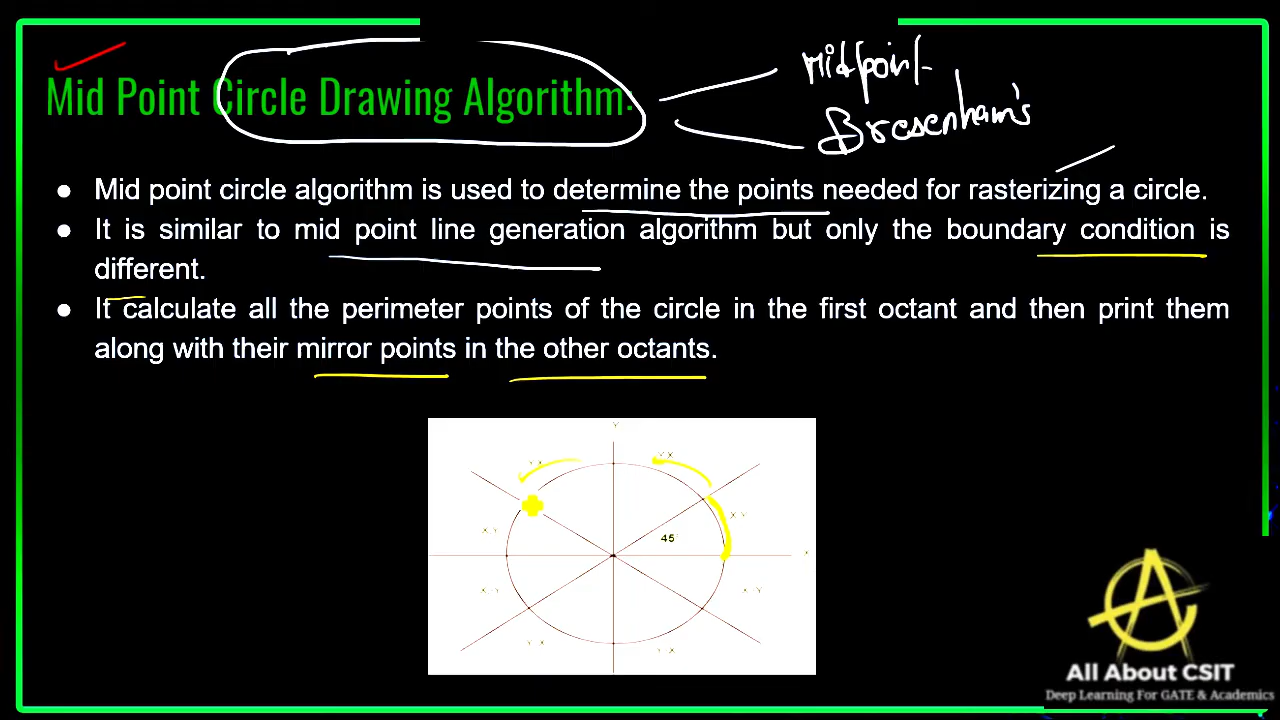 Mid Point Circle Drawing Algorithm:
Midpoint
Bresenham's
● Mid point circle algorithm is used to determine the points needed for rasterizing a circle.
● It is similar to mid point line generation algorithm but only the boundary condition is
different.
● It calculate all the perimeter points of the circle in the first octant and then print them
along with their mirror points in the other octants.
Y
Y X
Y X
X Y
X Y
45
X
X -Y
X -Y
Y X
Y X
All About CSIT
Deep Learning For GATE & Academics